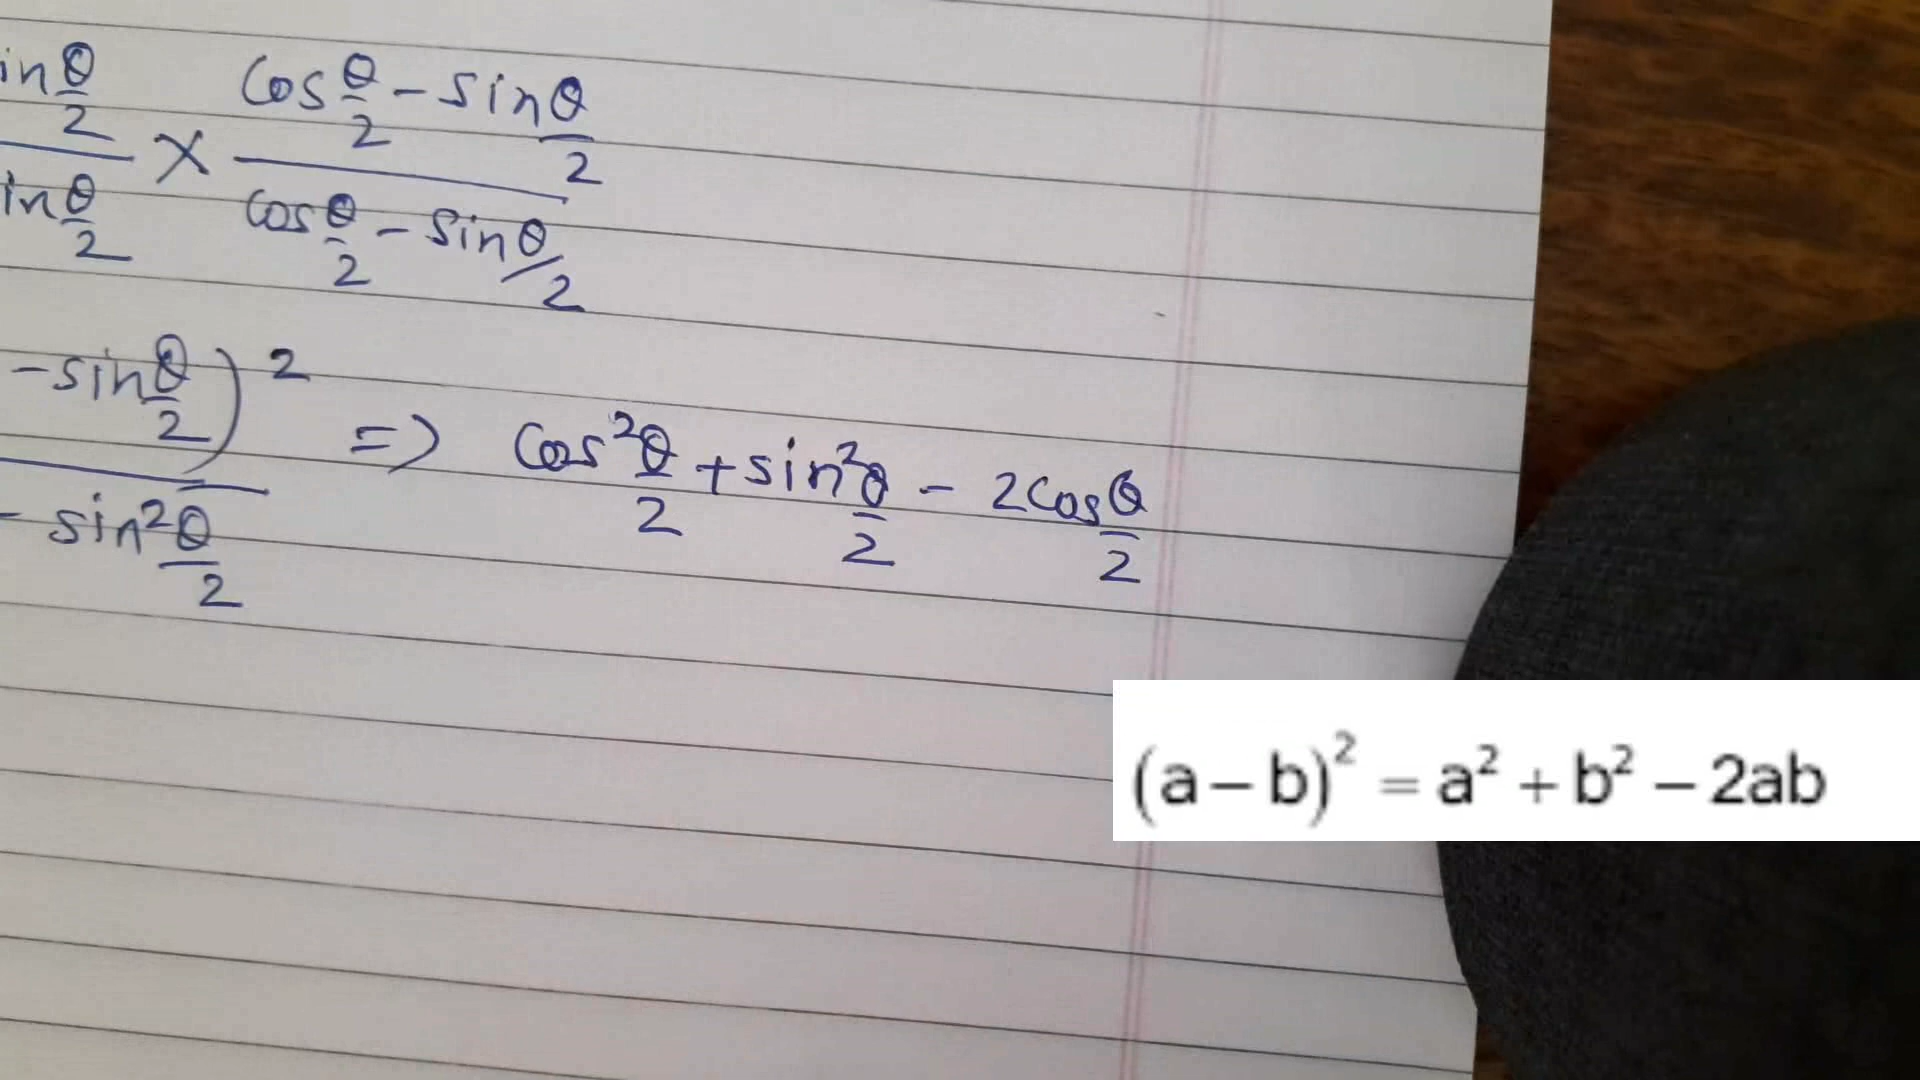 in θ/2 × (cos θ/2 - sin θ/2)
in θ/2 (cos θ/2 - sin θ/2)
- sin θ/2)² => cos² θ/2 + sin² θ/2 - 2cos θ/2
- sin² θ/2
(a – b)² = a² + b² – 2ab